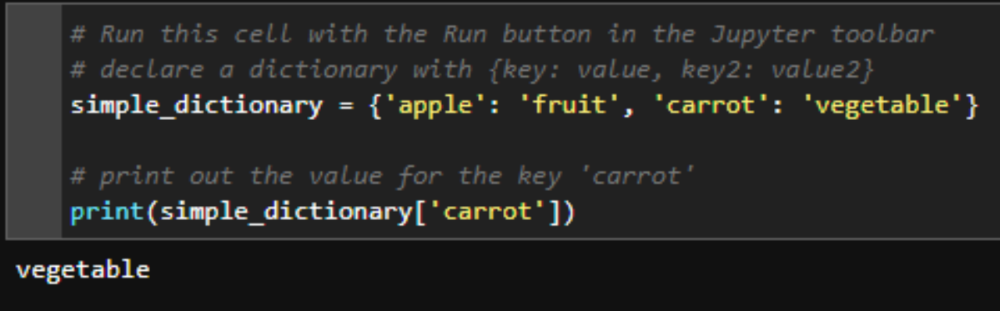 # Run this cell with the Run button in the Jupyter toolbar
# declare a dictionary with {key: value, key2: value2}
simple_dictionary = {'apple': 'fruit', 'carrot': 'vegetable'}
# print out the value for the key 'carrot'
print(simple_dictionary['carrot'])
vegetable